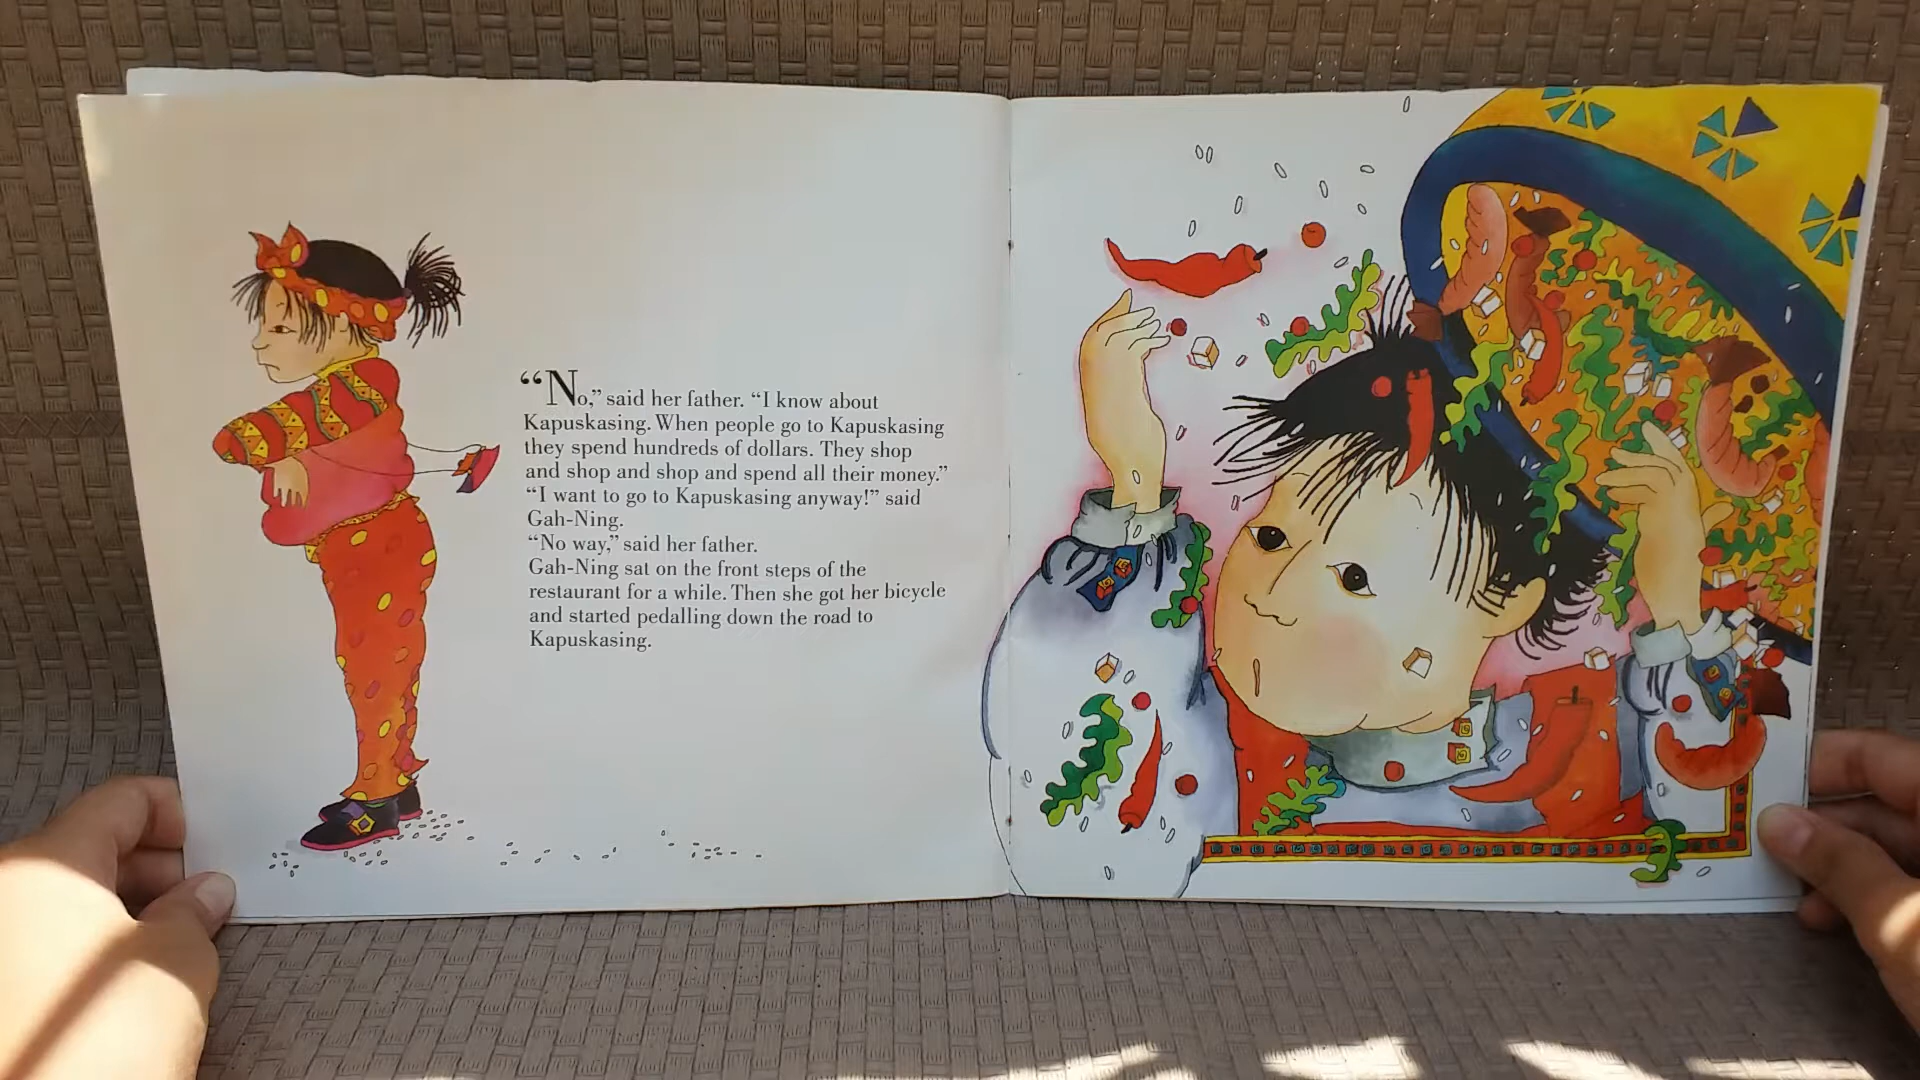 “No,” said her father. “I know about
Kapuskasing. When people go to Kapuskasing
they spend hundreds of dollars. They shop
and shop and shop and spend all their money.”
“I want to go to Kapuskasing anyway!” said
Gah-Ning.
“No way,” said her father.
Gah-Ning sat on the front steps of the
restaurant for a while. Then she got her bicycle
and started pedalling down the road to
Kapuskasing.